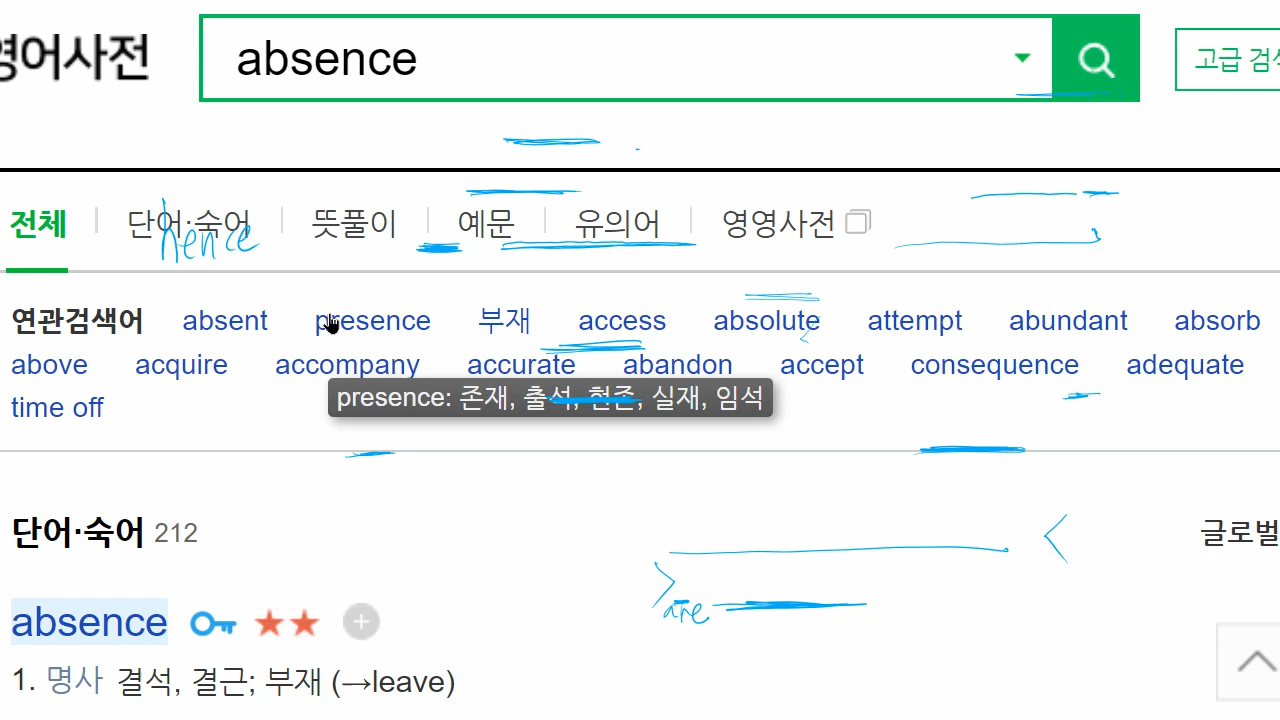 영어사전 absence 고급 검색
전체 단어·숙어 뜻풀이 예문 유의어 영영사전
hence
연관검색어 absent presence 부재 access absolute attempt abundant absorb
above acquire accompany accurate abandon accept consequence adequate
presence: 존재, 출석, 현존, 실재, 임석
time off
단어·숙어 212 글로벌
absence
are
1. 명사 결석, 결근; 부재 (→leave)